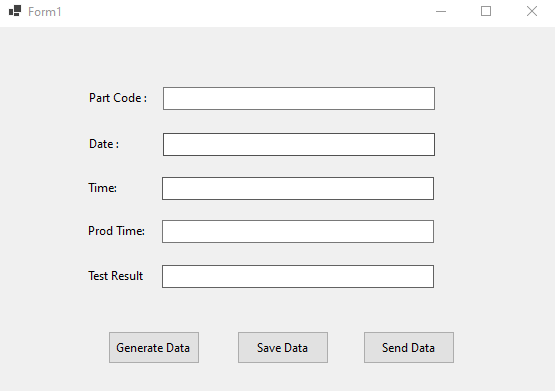 Form1
Part Code :
Date :
Time:
Prod Time:
Test Result
Generate Data Save Data Send Data